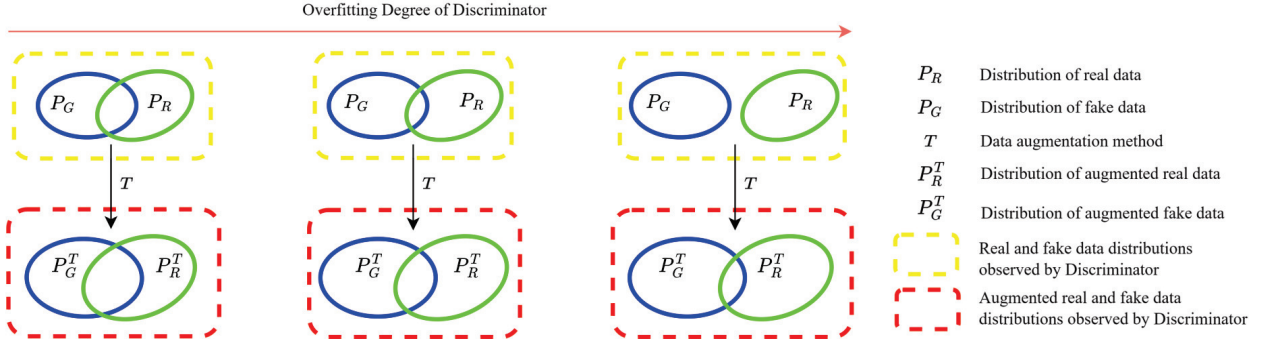 Overfitting Degree of Discriminator
P_G P_R
P_G P_R
P_G P_R
T
T
T
P_G^T P_R^T
P_G^T P_R^T
P_G^T P_R^T
P_R Distribution of real data
P_G Distribution of fake data
T Data augmentation method
P_R^T Distribution of augmented real data
P_G^T Distribution of augmented fake data
Real and fake data distributions
observed by Discriminator
Augmented real and fake data
distributions observed by Discriminator